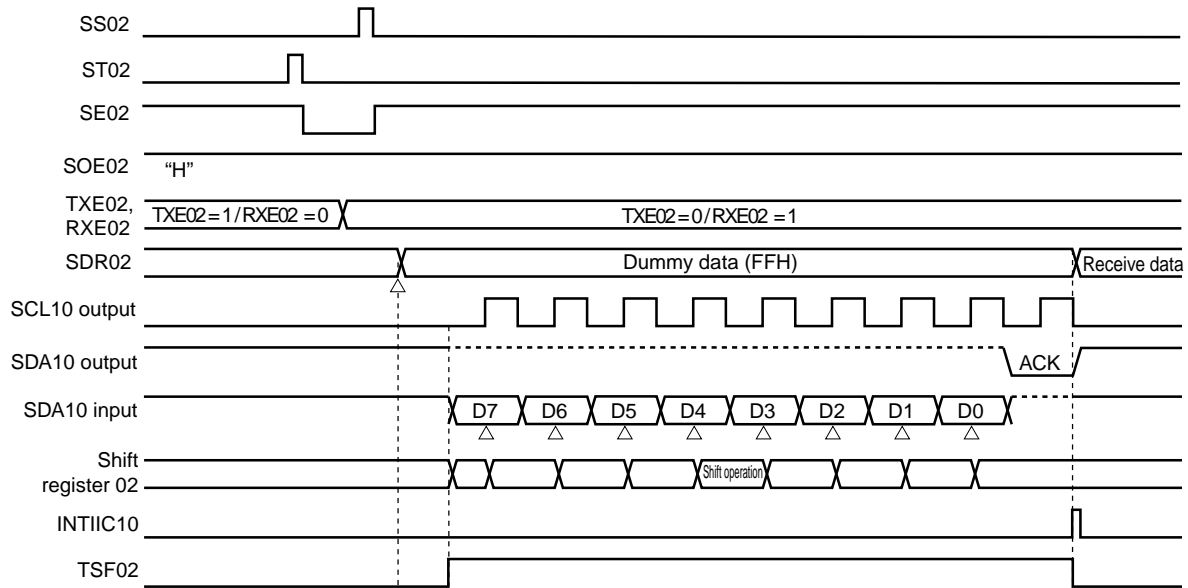 SS02
ST02
SE02
SOE02
“H”
TXE02,
RXE02
TXE02 = 1 / RXE02 = 0
TXE02 = 0 / RXE02 = 1
SDR02
Dummy data (FFH)
Receive data
SCL10 output
SDA10 output
ACK
SDA10 input
D7
D6
D5
D4
D3
D2
D1
D0
Shift
register 02
Shift operation
INTIIC10
TSF02